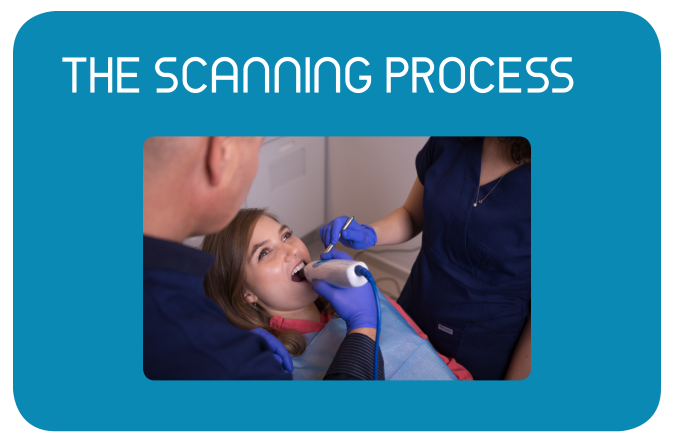 THE SCANNING PROCESS